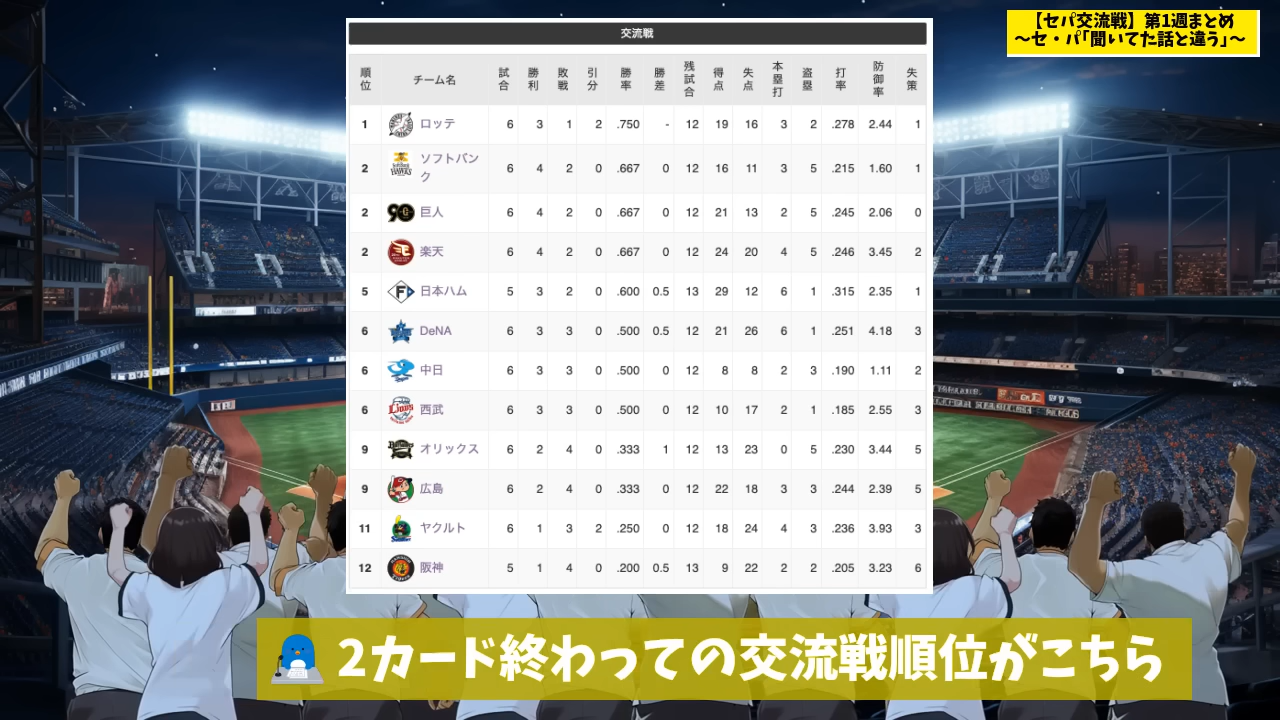 【セパ交流戦】第1週まとめ
～セ・パ「聞いてた話と違う」～
交流戦
順位 チーム名 試合 勝利 敗戦 引分 勝率 勝差 残試合 得点 失点 本塁打 盗塁 打率 防御率 失策
1 ロッテ 6 3 1 2 .750 - 12 19 16 3 2 .278 2.44 1
2 ソフトバンク 6 4 2 0 .667 0 12 16 11 3 5 .215 1.60 1
2 巨人 6 4 2 0 .667 0 12 21 13 2 5 .245 2.06 0
2 楽天 6 4 2 0 .667 0 12 24 20 4 5 .246 3.45 2
5 日本ハム 5 3 2 0 .600 0.5 13 29 12 6 1 .315 2.35 1
6 DeNA 6 3 3 0 .500 0.5 12 21 26 6 1 .251 4.18 3
6 中日 6 3 3 0 .500 0 12 8 8 2 3 .190 1.11 2
6 西武 6 3 3 0 .500 0 12 10 17 2 1 .185 2.55 3
9 オリックス 6 2 4 0 .333 1 12 13 23 0 5 .230 3.44 5
9 広島 6 2 4 0 .333 0 12 22 18 3 3 .244 2.39 5
11 ヤクルト 6 1 3 2 .250 0 12 18 24 4 3 .236 3.93 3
12 阪神 5 1 4 0 .200 0.5 13 9 22 2 2 .205 3.23 6
2カード終わっての交流戦順位がこちら